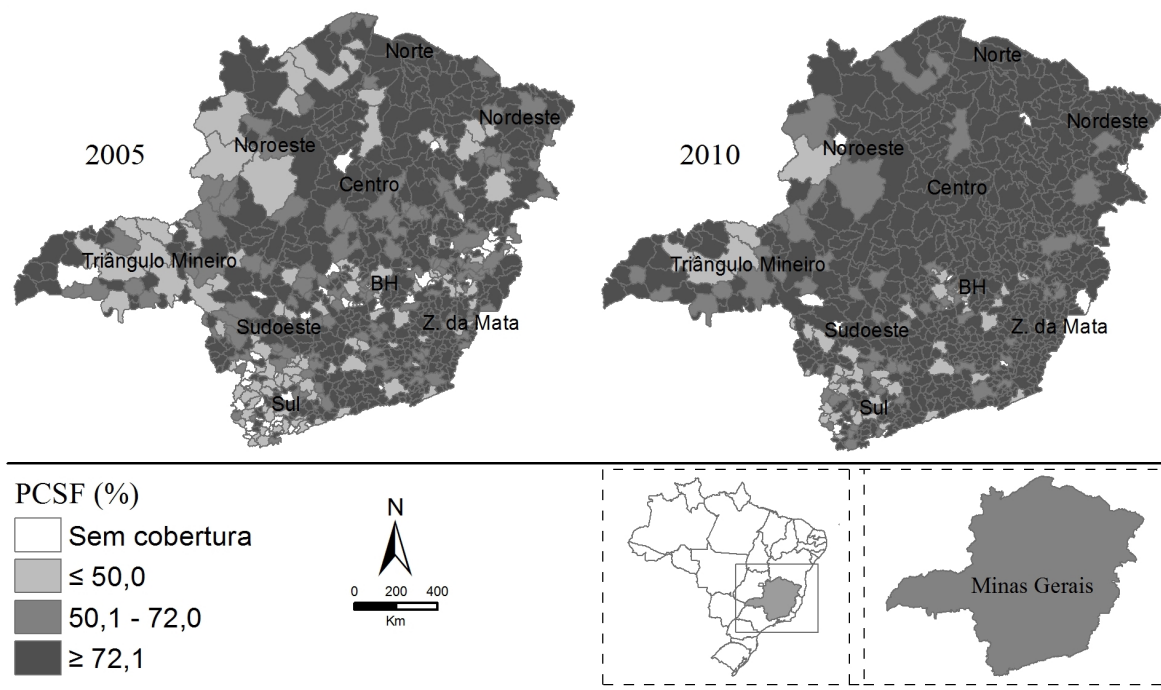 2005
Norte
Nordeste
Noroeste
Centro
Triângulo Mineiro
BH
Sudoeste
Z. da Mata
Sul
2010
Norte
Nordeste
Noroeste
Centro
Triângulo Mineiro
BH
Sudoeste
Z. da Mata
Sul
PCSF (%)
Sem cobertura
≤ 50,0
50,1 - 72,0
≥ 72,1
N
0 200 400
Km
Minas Gerais